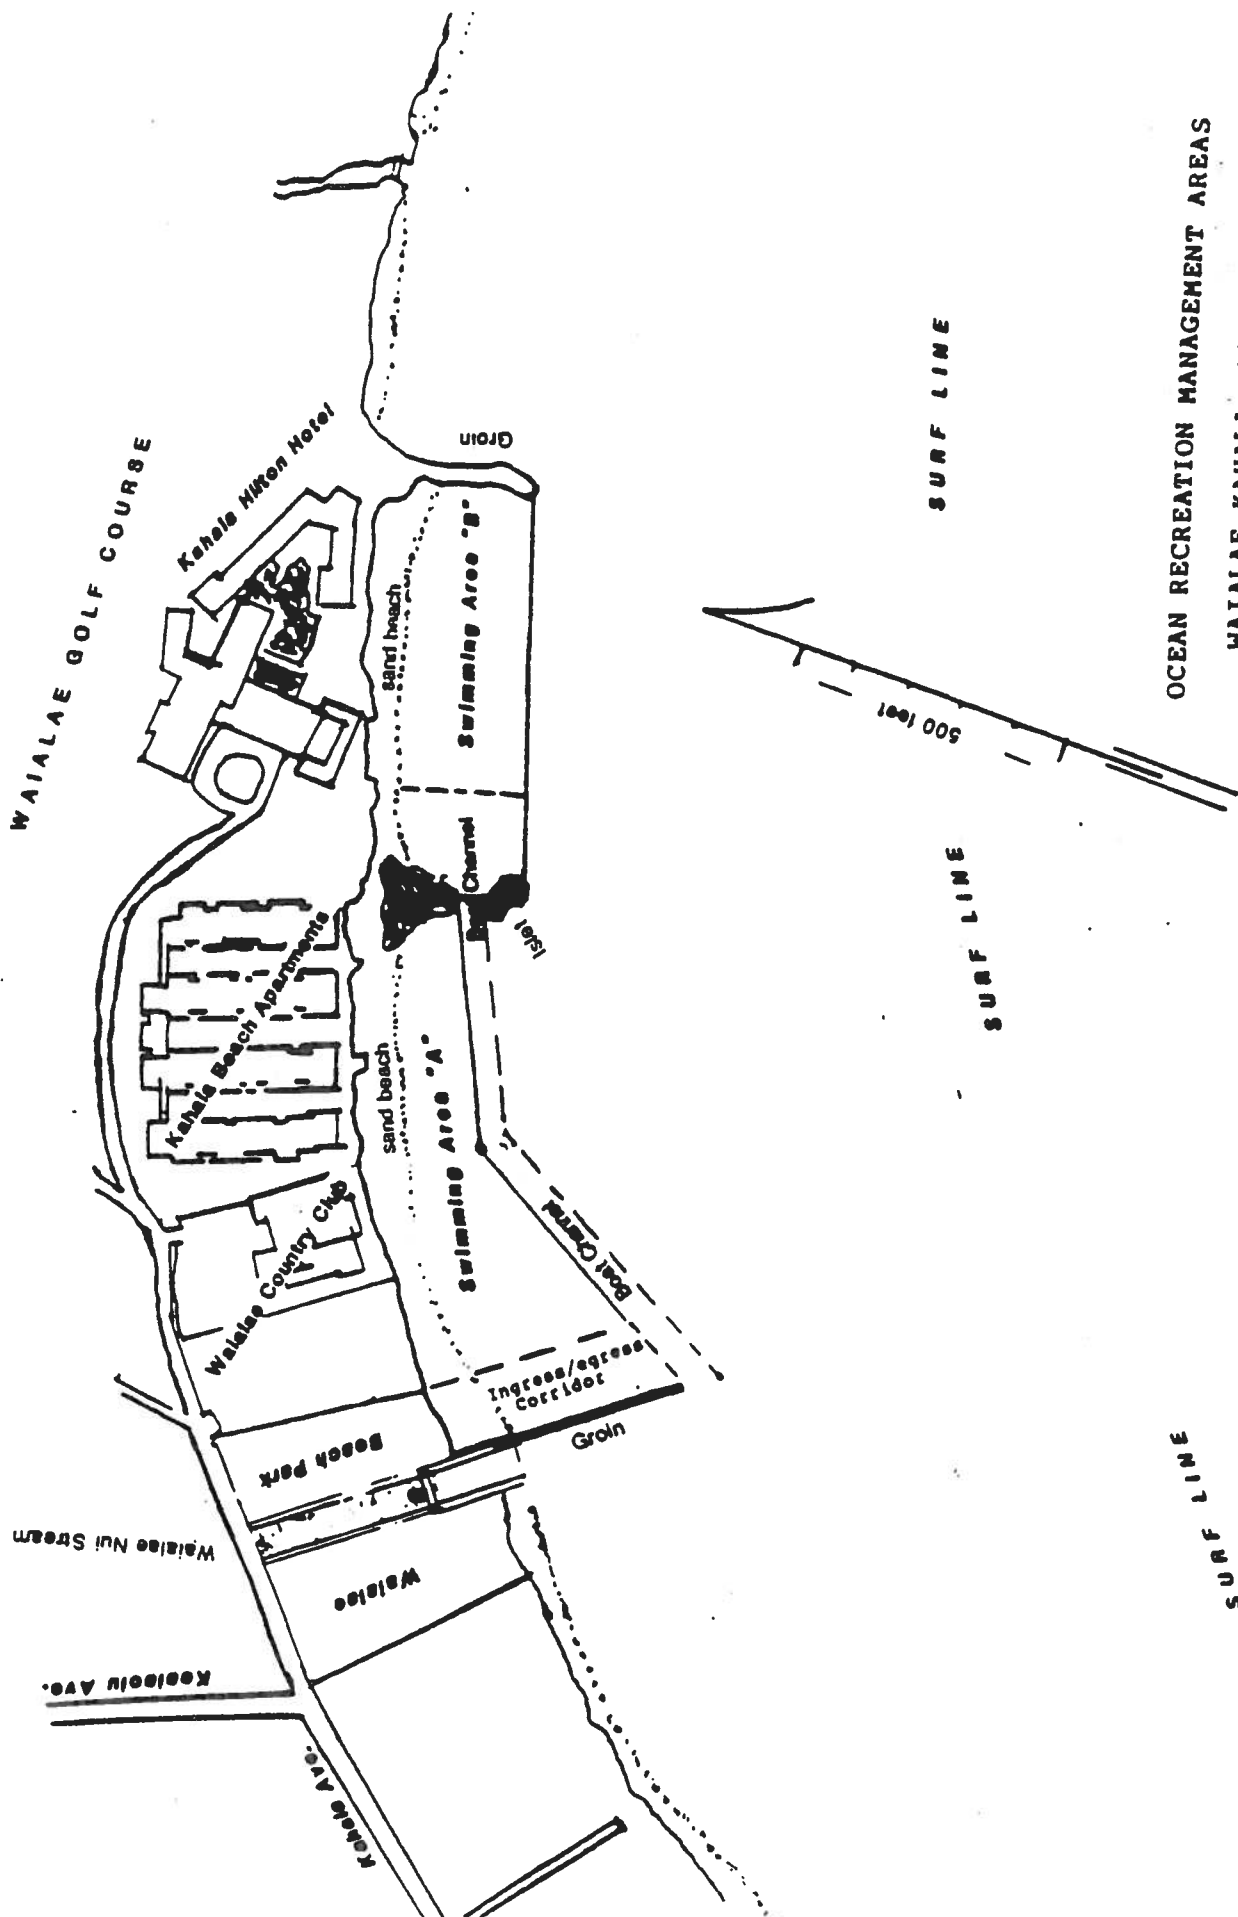 WAIALAE GOLF COURSE
Kahala Hilton Hotel
Groin
sand beach
Swimming Area "B"
Channel
Islet
Kahala Beach Apartments
sand beach
Swimming Area "A"
Boat Channel
Waialae Country Club
Ingress/egress
Corridor
Groin
Beach Park
Waialae Nui Stream
Waialae
Kealaolu Ave.
Kahala Ave.
SURF LINE
SURF LINE
SURF LINE
500 feet
OCEAN RECREATION MANAGEMENT AREAS